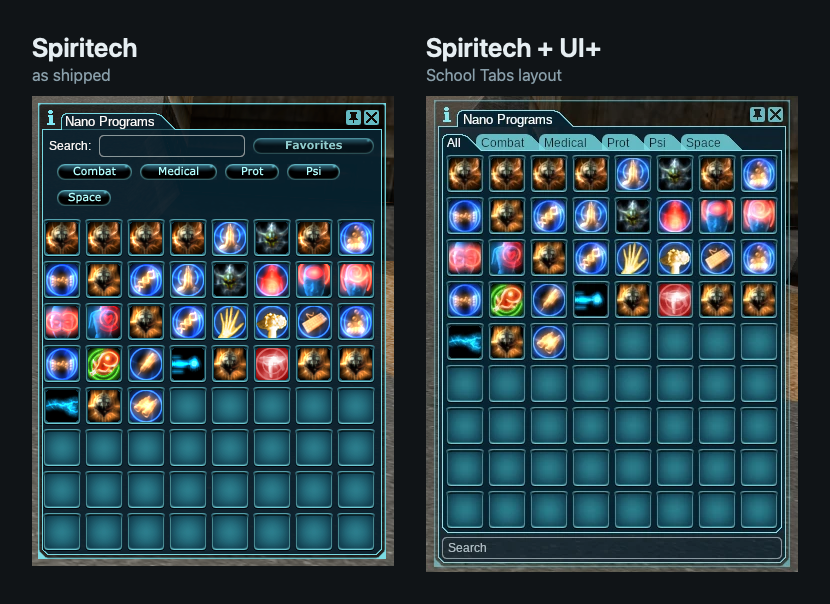 Spiritech
as shipped
Nano Programs
Search:
Favorites
Combat Medical Prot Psi
Space
Spiritech + UI+
School Tabs layout
Nano Programs
All Combat Medical Prot Psi Space
Search